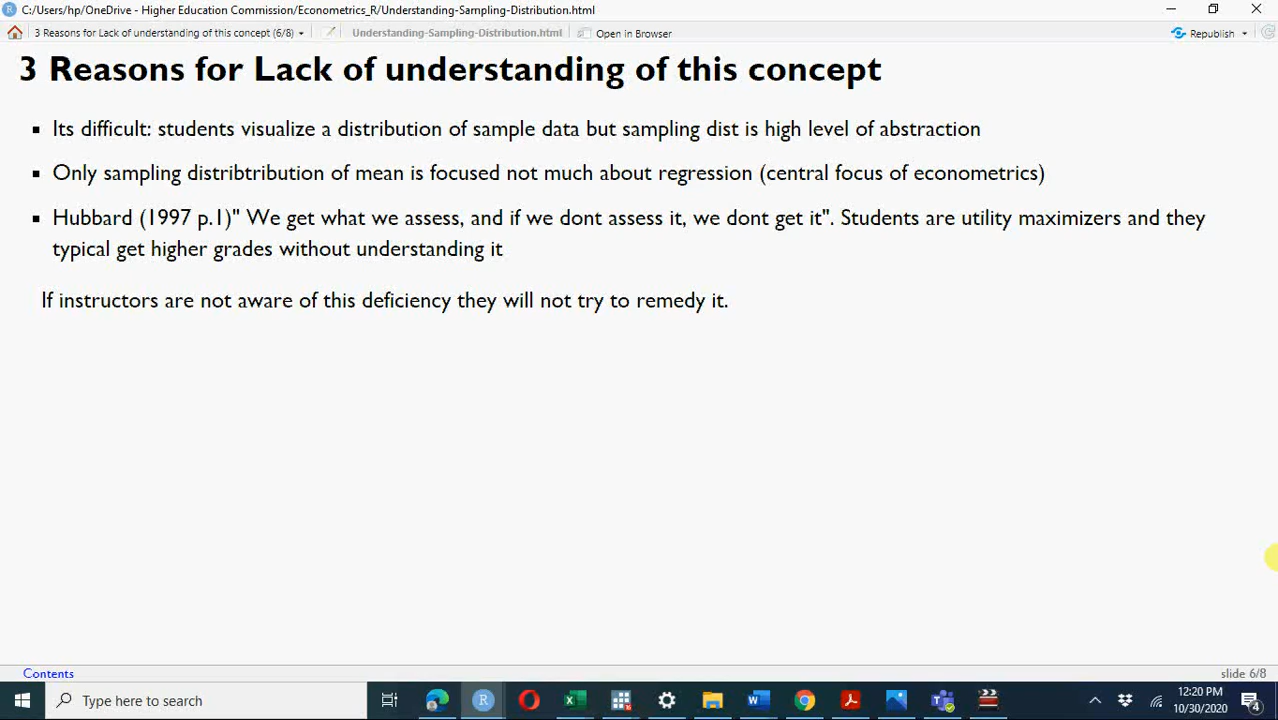 C:/Users/hp/OneDrive - Higher Education Commission/Econometrics_R/Understanding-Sampling-Distribution.html
3 Reasons for Lack of understanding of this concept (6/8)
Understanding-Sampling-Distribution.html
Open in Browser
Republish
3 Reasons for Lack of understanding of this concept
Its difficult: students visualize a distribution of sample data but sampling dist is high level of abstraction
Only sampling distribtribution of mean is focused not much about regression (central focus of econometrics)
Hubbard (1997 p.1)" We get what we assess, and if we dont assess it, we dont get it". Students are utility maximizers and they
typical get higher grades without understanding it
If instructors are not aware of this deficiency they will not try to remedy it.
Contents
slide 6/8
Type here to search
12:20 PM
10/30/2020
4